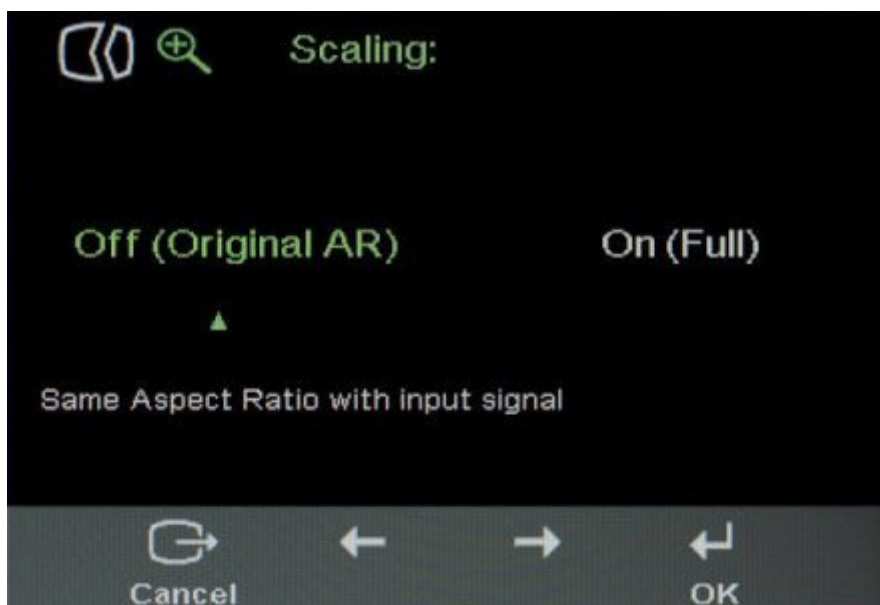 Scaling:
Off (Original AR) On (Full)
Same Aspect Ratio with input signal
Cancel OK